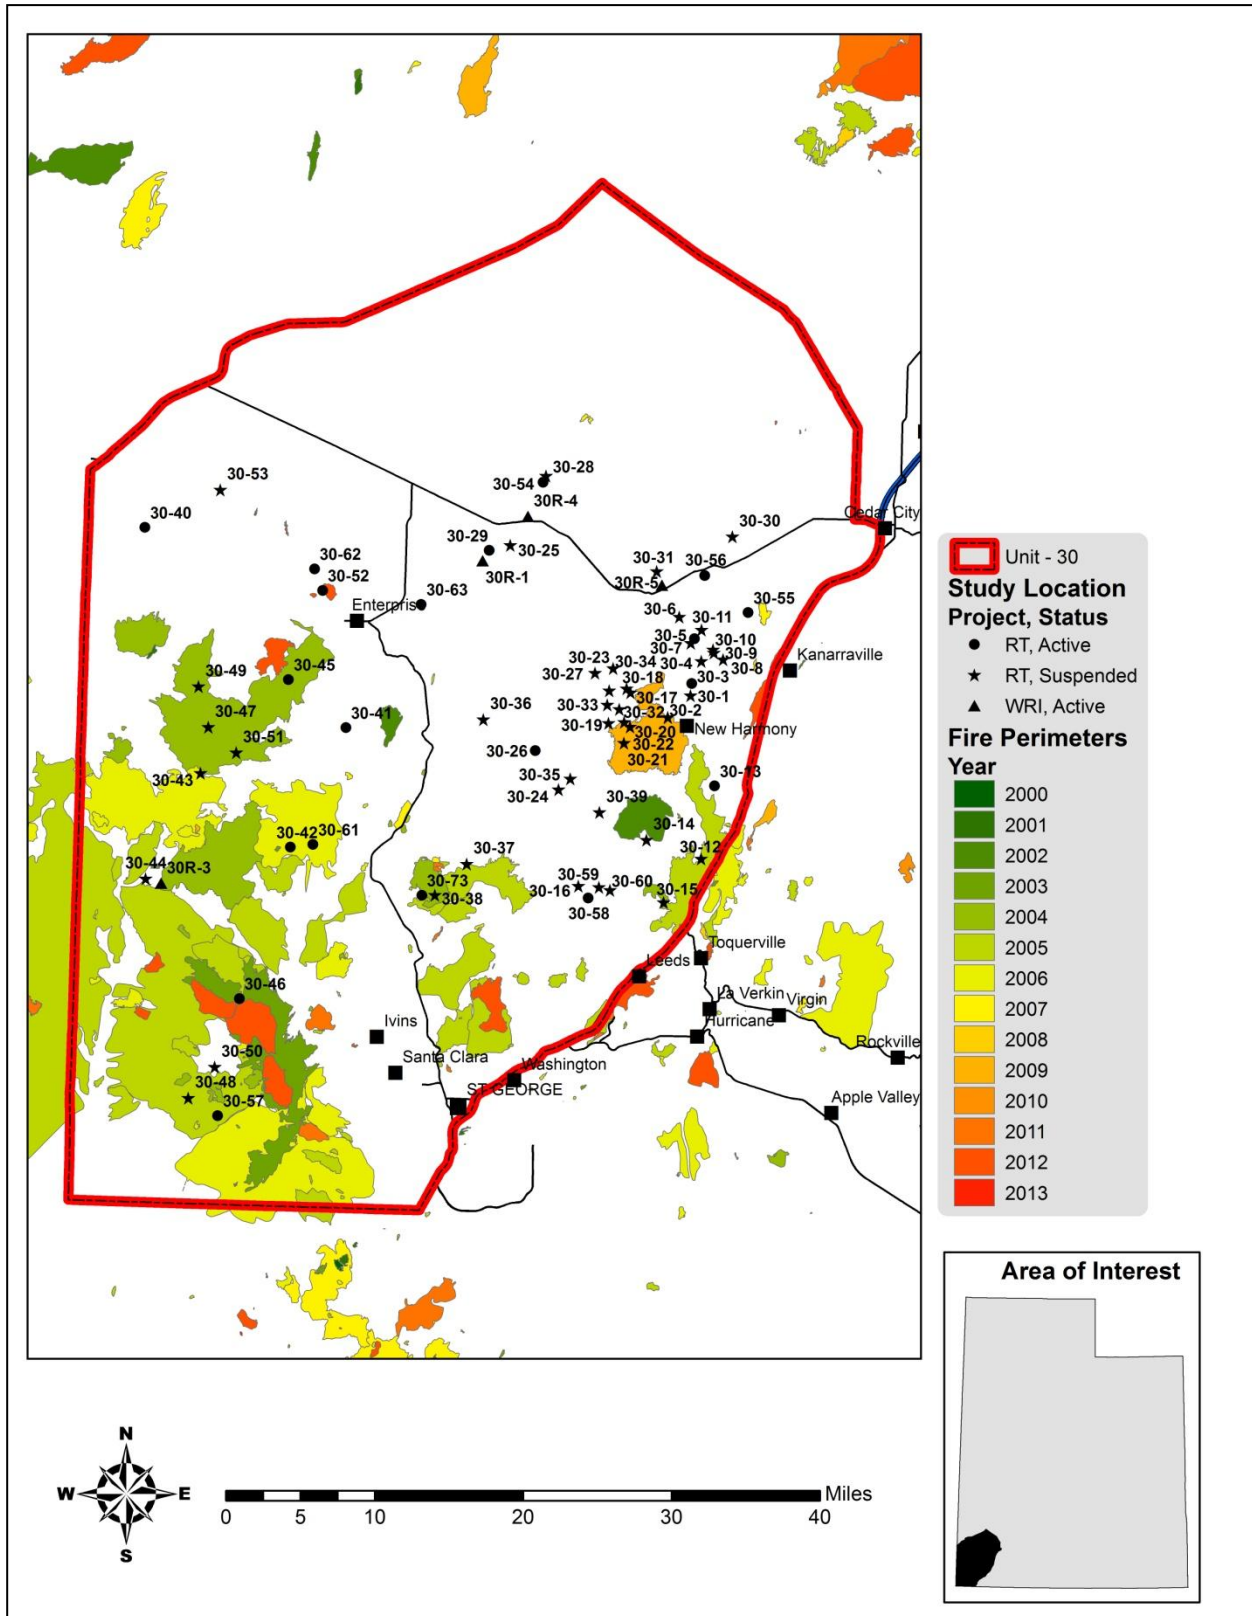 30-53
30-28
30-54
30R-4
30-40
30-30
Cedar City
30-29
30-25
30-31
30-56
30-62
30R-1
30R-5
30-52
30-63
30-55
Enterpris
30-6
30-11
30-5
30-7
30-10
30-9
30-23
30-34
30-4
30-8
Kanarraville
30-49
30-45
30-27
30-18
30-3
30-17
30-1
30-36
30-33
30-32
30-2
30-47
30-41
30-19
30-20
New Harmony
30-51
30-26
30-22
30-21
30-43
30-35
30-13
30-24
30-39
30-42
30-61
30-14
30-44
30R-3
30-37
30-12
30-73
30-59
30-16
30-60
30-15
30-38
30-58
Toquerville
Leeds
30-46
La Verkin
Virgin
Ivins
Hurricane
Rockville
30-50
Santa Clara
Washington
30-48
ST GEORGE
30-57
Apple Valley
Unit - 30
Study Location
Project, Status
RT, Active
RT, Suspended
WRI, Active
Fire Perimeters
Year
2000
2001
2002
2003
2004
2005
2006
2007
2008
2009
2010
2011
2012
2013
Area of Interest
N
W E
S
Miles
0 5 10 20 30 40